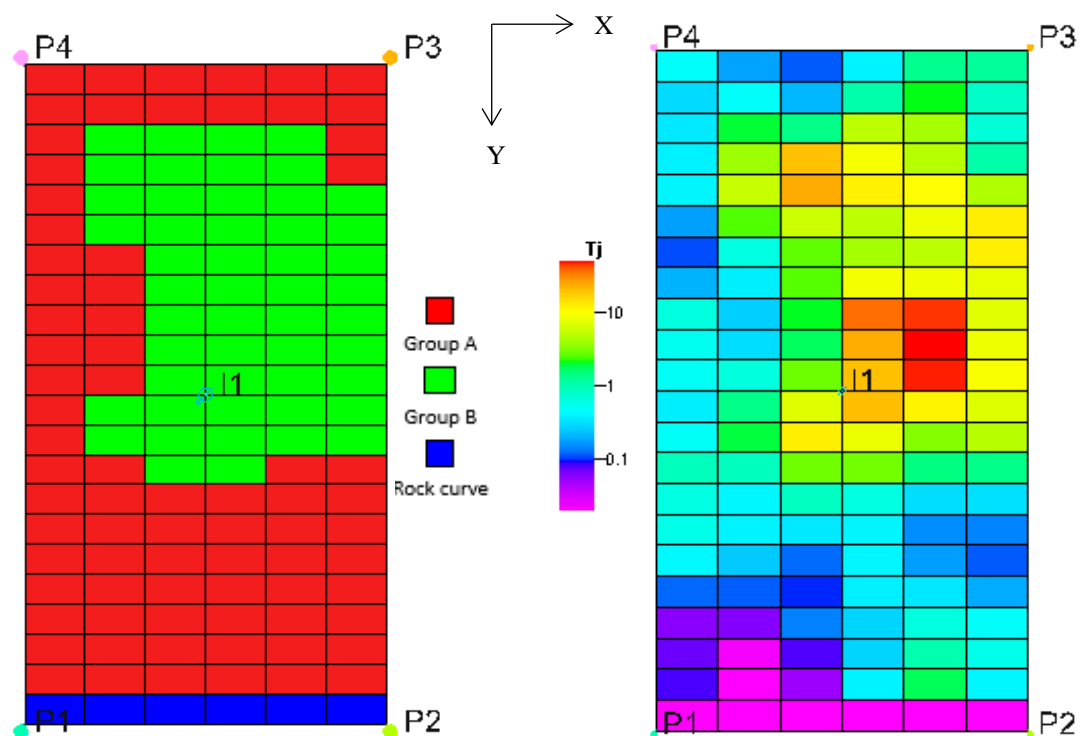 P4
P3
X
Y
P4
P3
Group A
Group B
Rock curve
I1
P1
P2
Tj
10
1
0.1
I1
P1
P2